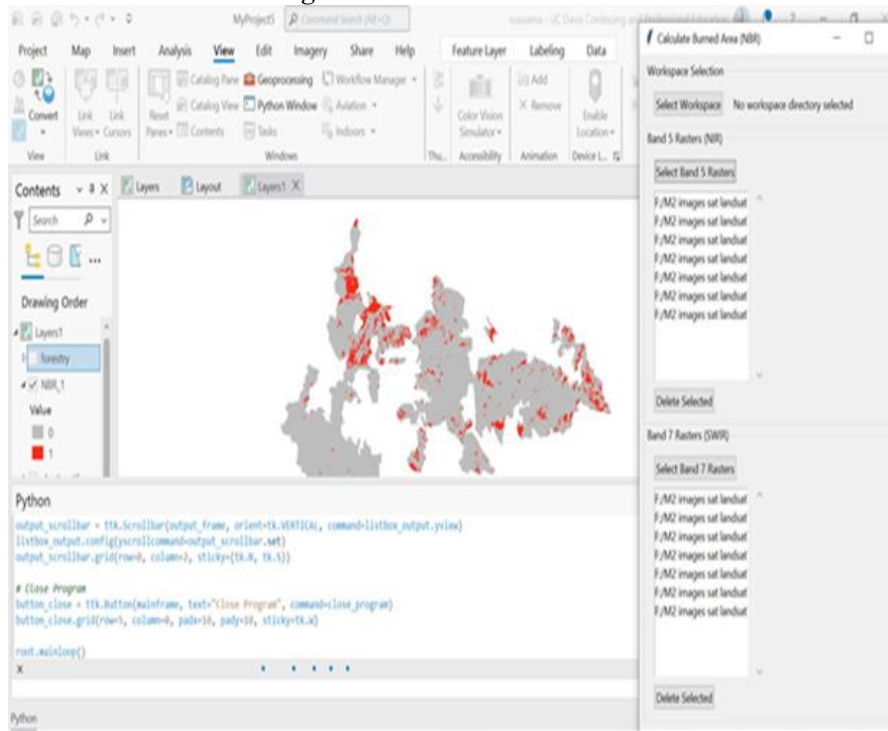 MyProject5 Command Search (Alt+Q)
Project Map Insert Analysis View Edit Imagery Share Help Feature Layer Labeling Data
Convert
Link Views
Link Cursors
Reset Panes
Catalog Pane
Catalog View
Contents
Geoprocessing
Python Window
Tasks
Workflow Manager
Aviation
Indoors
Color Vision Simulator
Add
Remove
Enable Location
View Link Windows Thu... Accessibility Animation Device L...
Contents
Search
Drawing Order
Layers1
forestry
NBR_1
Value
0
1
Layers Layout Layers1
Python
output_scrollbar = ttk.Scrollbar(output_frame, orient=tk.VERTICAL, command=listbox_output.yview)
listbox_output.config(yscrollcommand=output_scrollbar.set)
output_scrollbar.grid(row=0, column=2, sticky=(tk.N, tk.S))
# Close Program
button_close = ttk.Button(mainframe, text="Close Program", command=close_program)
button_close.grid(row=5, column=0, padx=10, pady=10, sticky=tk.W)
root.mainloop()
Python
Calculate Burned Area (NBR)
Workspace Selection
Select Workspace No workspace directory selected
Band 5 Rasters (NIR)
Select Band 5 Rasters
F:/M2 images sat landsat
F:/M2 images sat landsat
F:/M2 images sat landsat
F:/M2 images sat landsat
F:/M2 images sat landsat
F:/M2 images sat landsat
F:/M2 images sat landsat
Delete Selected
Band 7 Rasters (SWIR)
Select Band 7 Rasters
F:/M2 images sat landsat
F:/M2 images sat landsat
F:/M2 images sat landsat
F:/M2 images sat landsat
F:/M2 images sat landsat
F:/M2 images sat landsat
F:/M2 images sat landsat
Delete Selected